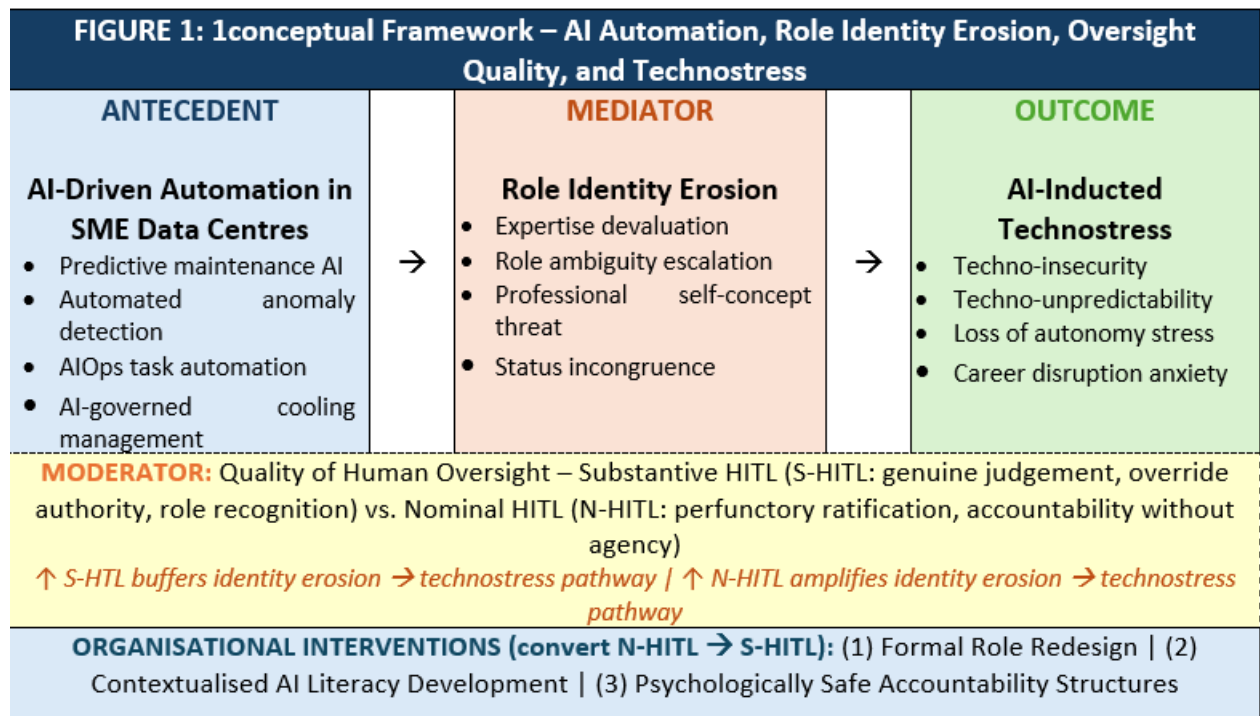 FIGURE 1: 1conceptual Framework – AI Automation, Role Identity Erosion, Oversight
Quality, and Technostress
ANTECEDENT
AI-Driven Automation in
SME Data Centres
• Predictive maintenance AI
• Automated anomaly
detection
• AIOps task automation
• AI-governed cooling
management
→
MEDIATOR
Role Identity Erosion
• Expertise devaluation
• Role ambiguity escalation
• Professional self-concept
threat
• Status incongruence
→
OUTCOME
AI-Inducted
Technostress
• Techno-insecurity
• Techno-unpredictability
• Loss of autonomy stress
• Career disruption anxiety
MODERATOR: Quality of Human Oversight – Substantive HITL (S-HITL: genuine judgement, override
authority, role recognition) vs. Nominal HITL (N-HITL: perfunctory ratification, accountability without
agency)
↑ S-HTL buffers identity erosion → technostress pathway | ↑ N-HITL amplifies identity erosion → technostress
pathway
ORGANISATIONAL INTERVENTIONS (convert N-HITL → S-HITL): (1) Formal Role Redesign | (2)
Contextualised AI Literacy Development | (3) Psychologically Safe Accountability Structures